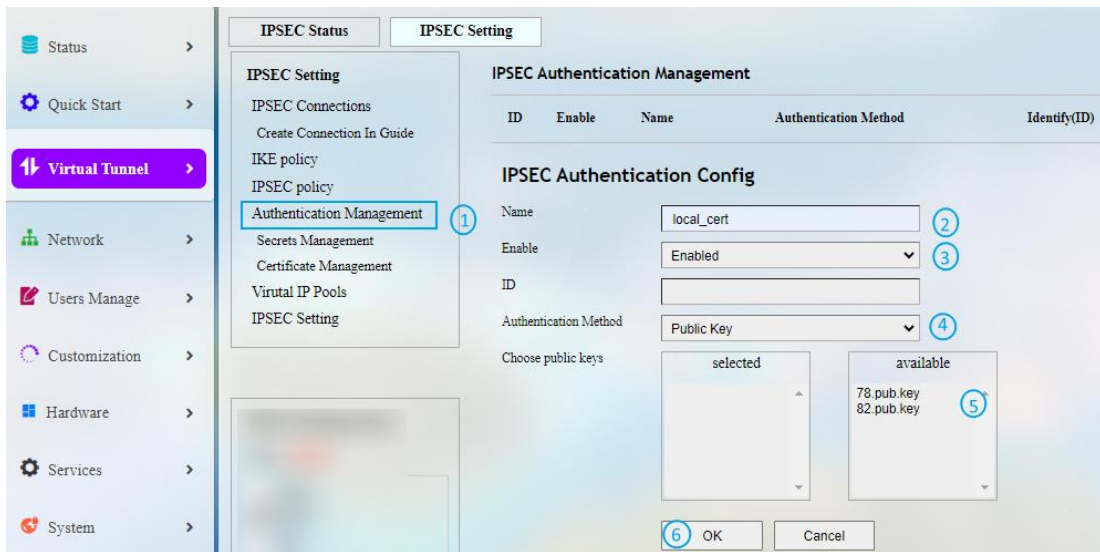 Status
Quick Start
Virtual Tunnel
Network
Users Manage
Customization
Hardware
Services
System
IPSEC Status
IPSEC Setting
IPSEC Setting
IPSEC Connections
Create Connection In Guide
IKE policy
IPSEC policy
Authentication Management 1
Secrets Management
Certificate Management
Virutal IP Pools
IPSEC Setting
IPSEC Authentication Management
ID Enable Name Authentication Method Identify(ID)
IPSEC Authentication Config
Name local_cert 2
Enable Enabled 3
ID
Authentication Method Public Key 4
Choose public keys selected available
78.pub.key
82.pub.key 5
6 OK Cancel